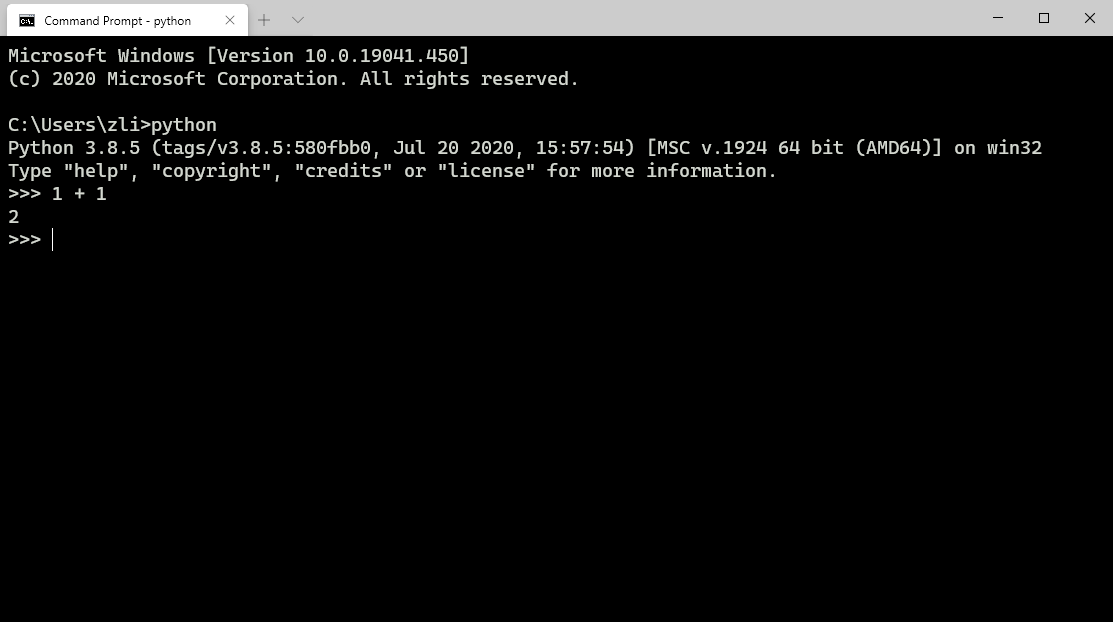 Command Prompt - python
Microsoft Windows [Version 10.0.19041.450]
(c) 2020 Microsoft Corporation. All rights reserved.
C:\Users\zli>python
Python 3.8.5 (tags/v3.8.5:580fbb0, Jul 20 2020, 15:57:54) [MSC v.1924 64 bit (AMD64)] on win32
Type "help", "copyright", "credits" or "license" for more information.
>>> 1 + 1
2
>>>